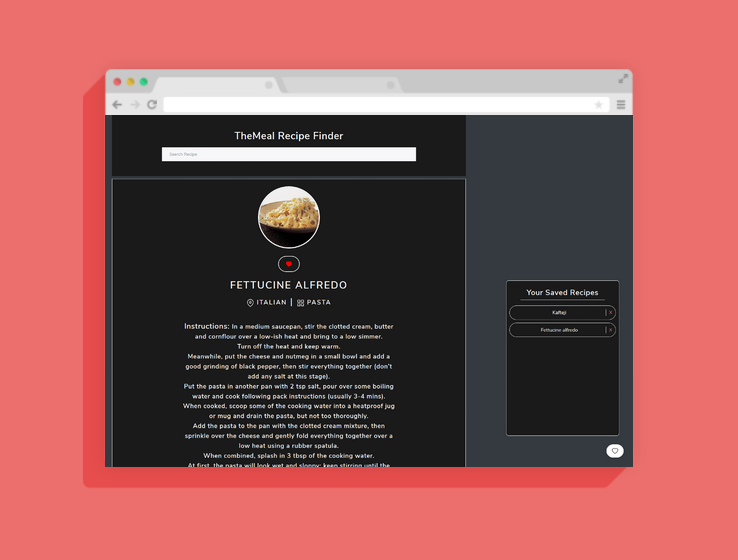 TheMeal Recipe Finder
Search Recipe
FETTUCINE ALFREDO
ITALIAN | PASTA
Instructions: In a medium saucepan, stir the clotted cream, butter
and cornflour over a low-ish heat and bring to a low simmer.
Turn off the heat and keep warm.
Meanwhile, put the cheese and nutmeg in a small bowl and add a
good grinding of black pepper, then stir everything together (don't
add any salt at this stage).
Put the pasta in another pan with 2 tsp salt, pour over some boiling
water and cook following pack instructions (usually 3-4 mins).
When cooked, scoop some of the cooking water into a heatproof jug
or mug and drain the pasta, but not too thoroughly.
Add the pasta to the pan with the clotted cream mixture, then
sprinkle over the cheese and gently fold everything together over a
low heat using a rubber spatula.
When combined, splash in 3 tbsp of the cooking water.
At first, the pasta will look wet and sloppy: keep stirring until the
Your Saved Recipes
Kafteji | x
Fettucine alfredo | x